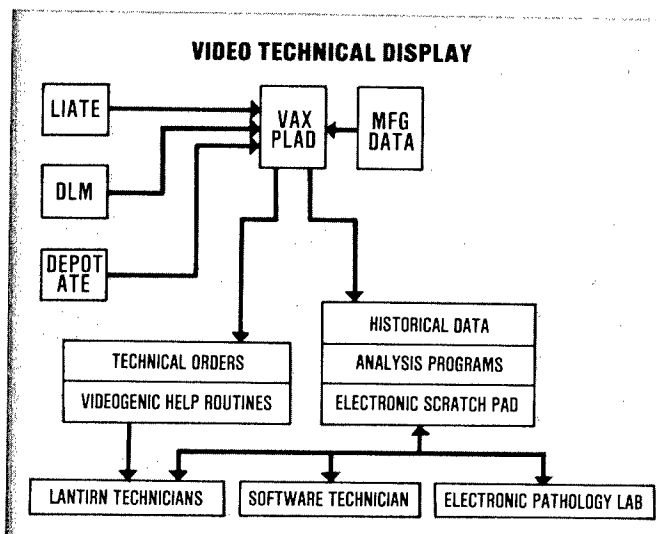 VIDEO TECHNICAL DISPLAY
LIATE
VAX
PLAD
MFG
DATA
DLM
DEPOT
ATE
HISTORICAL DATA
TECHNICAL ORDERS
ANALYSIS PROGRAMS
VIDEOGENIC HELP ROUTINES
ELECTRONIC SCRATCH PAD
LANTIRN TECHNICIANS
SOFTWARE TECHNICIAN
ELECTRONIC PATHOLOGY LAB